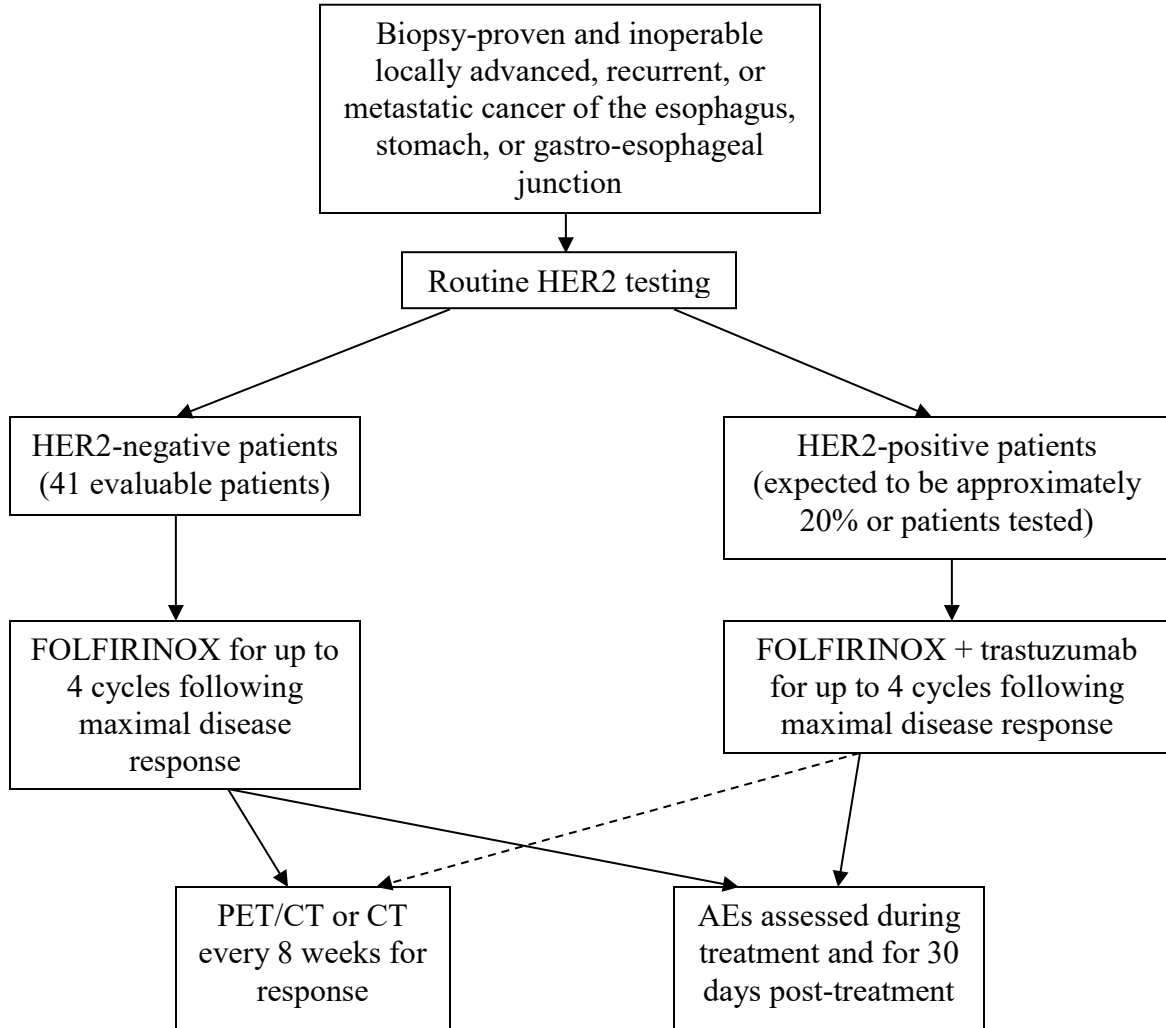 Biopsy-proven and inoperable
locally advanced, recurrent, or
metastatic cancer of the esophagus,
stomach, or gastro-esophageal
junction
Routine HER2 testing
HER2-negative patients
(41 evaluable patients)
HER2-positive patients
(expected to be approximately
20% or patients tested)
FOLFIRINOX for up to
4 cycles following
maximal disease
response
FOLFIRINOX + trastuzumab
for up to 4 cycles following
maximal disease response
PET/CT or CT
every 8 weeks for
response
AEs assessed during
treatment and for 30
days post-treatment